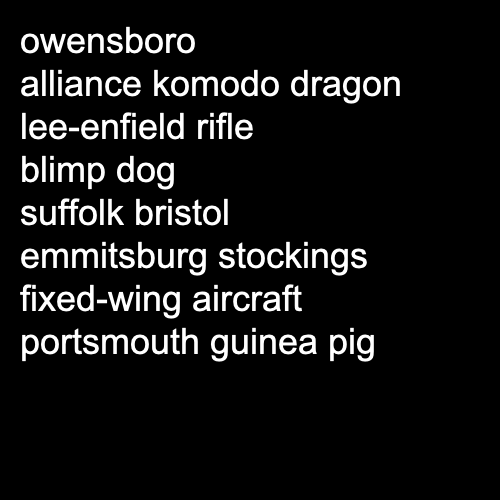 owensboro
alliance komodo dragon
lee-enfield rifle
blimp dog
suffolk bristol
emmitsburg stockings
fixed-wing aircraft
portsmouth guinea pig